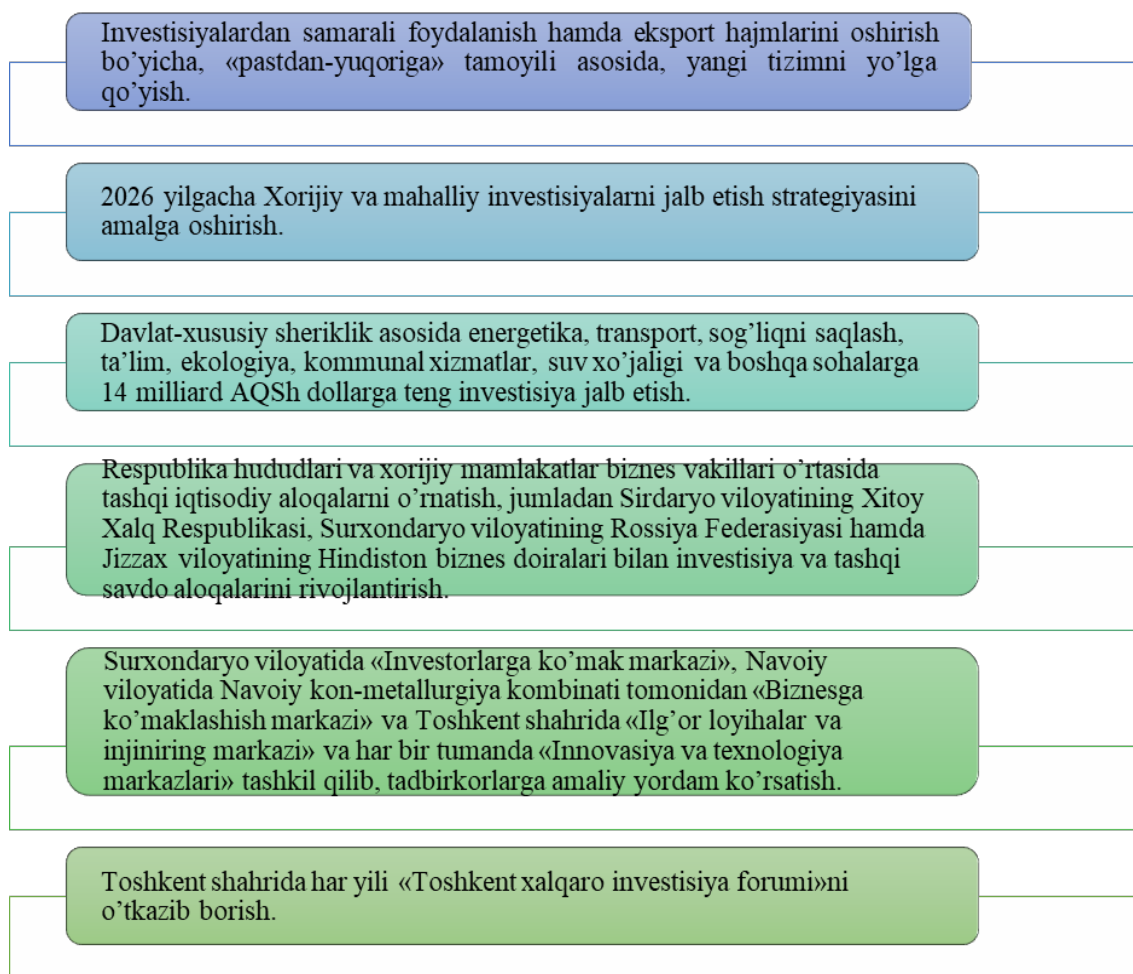 Investisiyalardan samarali foydalanish hamda eksport hajmlarini oshirish
bo’yicha, «pastdan-yuqoriga» tamoyili asosida, yangi tizimni yo’lga
qo’yish.
2026 yilgacha Xorijiy va mahalliy investisiyalarni jalb etish strategiyasini
amalga oshirish.
Davlat-xususiy sheriklik asosida energetika, transport, sog’liqni saqlash,
ta’lim, ekologiya, kommunal xizmatlar, suv xo’jaligi va boshqa sohalarga
14 milliard AQSh dollarga teng investisiya jalb etish.
Respublika hududlari va xorijiy mamlakatlar biznes vakillari o’rtasida
tashqi iqtisodiy aloqalarni o’rnatish, jumladan Sirdaryo viloyatining Xitoy
Xalq Respublikasi, Surxondaryo viloyatining Rossiya Federasiyasi hamda
Jizzax viloyatining Hindiston biznes doiralari bilan investisiya va tashqi
savdo aloqalarini rivojlantirish.
Surxondaryo viloyatida «Investorlarga ko’mak markazi», Navoiy
viloyatida Navoiy kon-metallurgiya kombinati tomonidan «Biznesga
ko’maklashish markazi» va Toshkent shahrida «Ilg’or loyihalar va
injiniring markazi» va har bir tumanda «Innovasiya va texnologiya
markazlari» tashkil qilib, tadbirkorlarga amaliy yordam ko’rsatish.
Toshkent shahrida har yili «Toshkent xalqaro investisiya forumi»ni
o’tkazib borish.